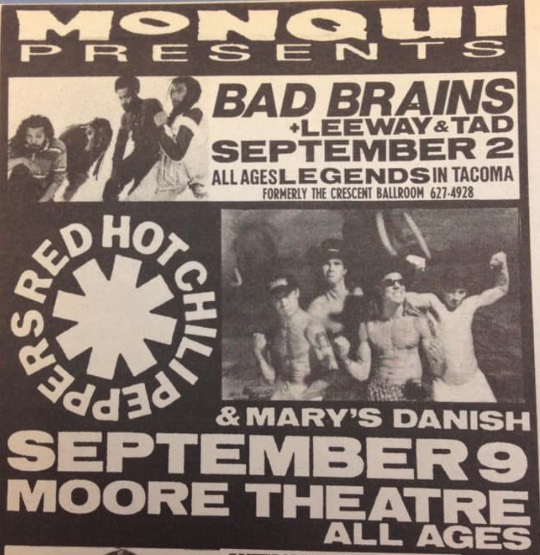 MONQUI
PRESENTS
BAD BRAINS
+LEEWAY & TAD
SEPTEMBER 2
ALL AGES LEGENDS IN TACOMA
FORMERLY THE CRESCENT BALLROOM 627-4928
RED HOT CHILI PEPPERS
& MARY'S DANISH
SEPTEMBER 9
MOORE THEATRE
ALL AGES